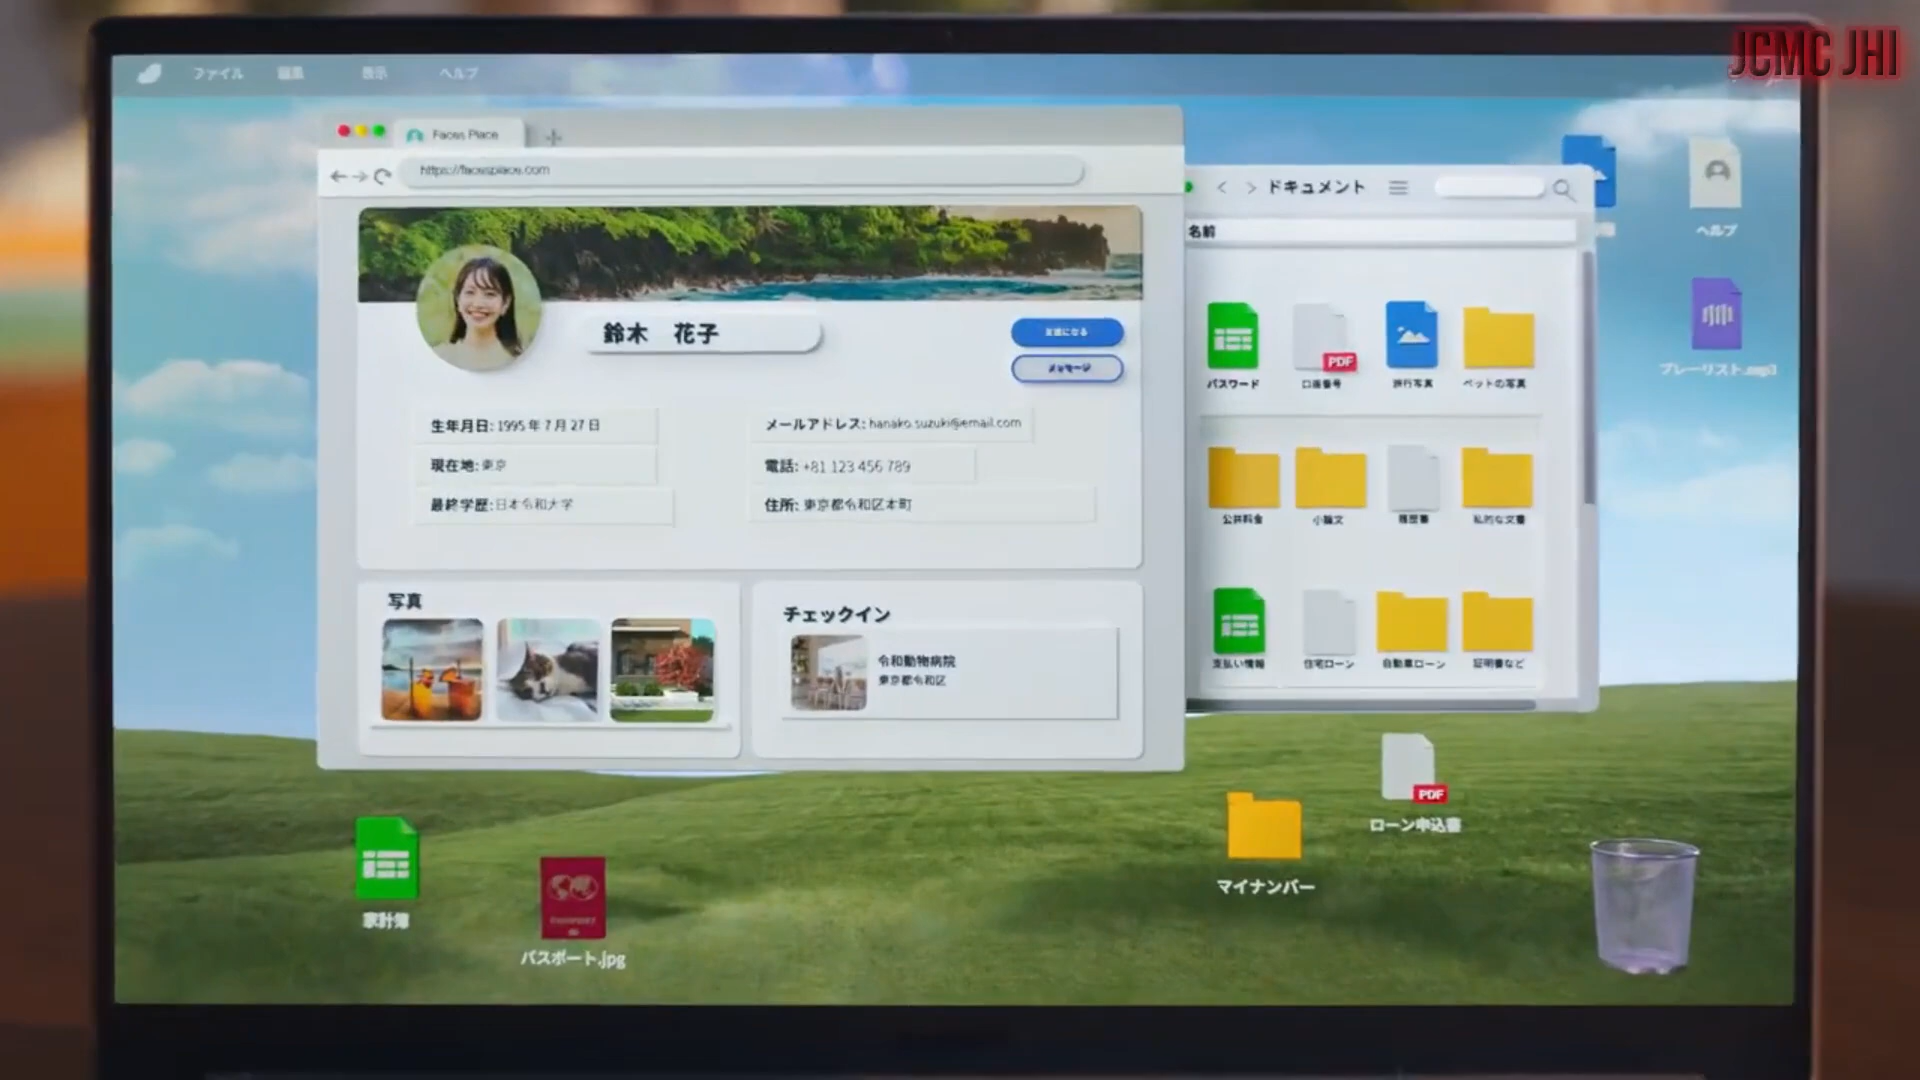 JCMC JHI
ファイル 編集 表示 ヘルプ
Faces Place
https://facesplace.com
ドキュメント
名前
鈴木 花子
友達になる
メッセージ
生年月日: 1995 年 7 月 27 日
現在地: 東京
最終学歴: 日本令和大学
メールアドレス: hanako.suzuki@email.com
電話: +81 123 456 789
住所: 東京都令和区本町
写真
チェックイン
令和動物病院
東京都令和区
パスワード
PDF
口座番号
旅行写真
ペットの写真
公共料金
小論文
履歴書
私的な文書
支払い情報
住宅ローン
自動車ローン
証明書など
ヘルプ
プレーリスト.mp3
家計簿
PASSPORT
パスポート.jpg
マイナンバー
PDF
ローン申込書